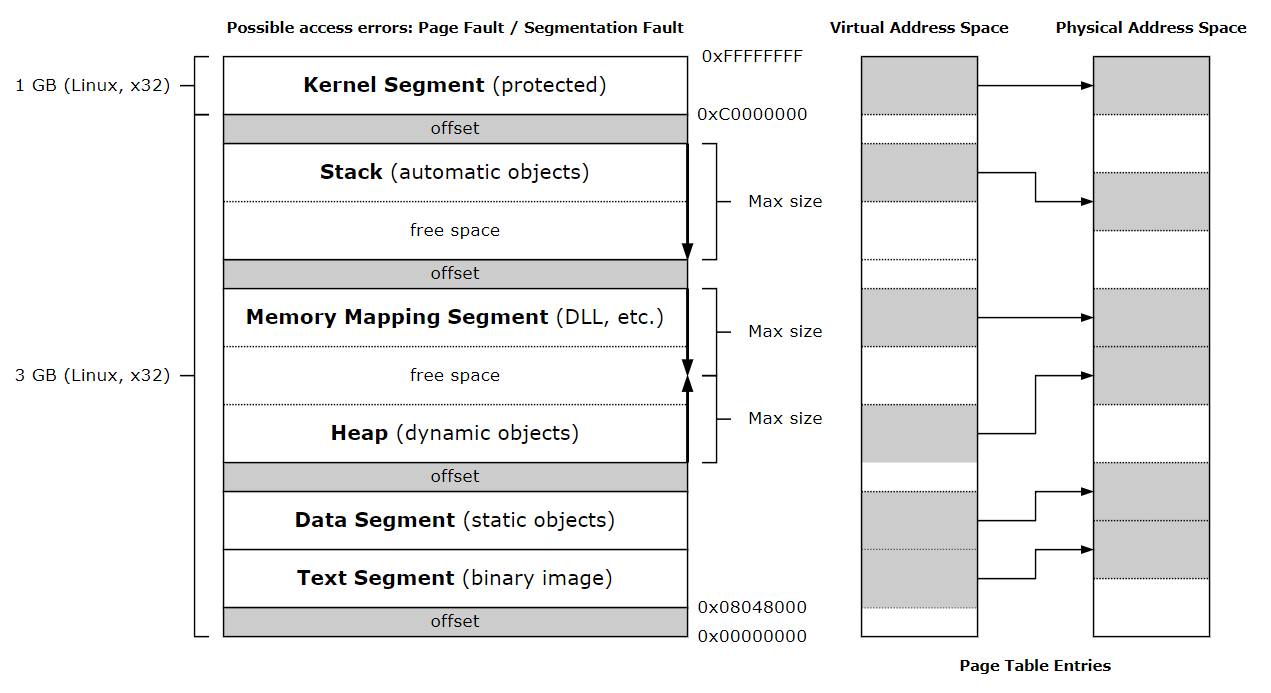 Possible access errors: Page Fault / Segmentation Fault
Virtual Address Space
Physical Address Space
0xFFFFFFFF
1 GB (Linux, x32)
Kernel Segment (protected)
0xC0000000
offset
Stack (automatic objects)
Max size
free space
offset
Memory Mapping Segment (DLL, etc.)
Max size
3 GB (Linux, x32)
free space
Max size
Heap (dynamic objects)
offset
Data Segment (static objects)
Text Segment (binary image)
0x08048000
offset
0x00000000
Page Table Entries